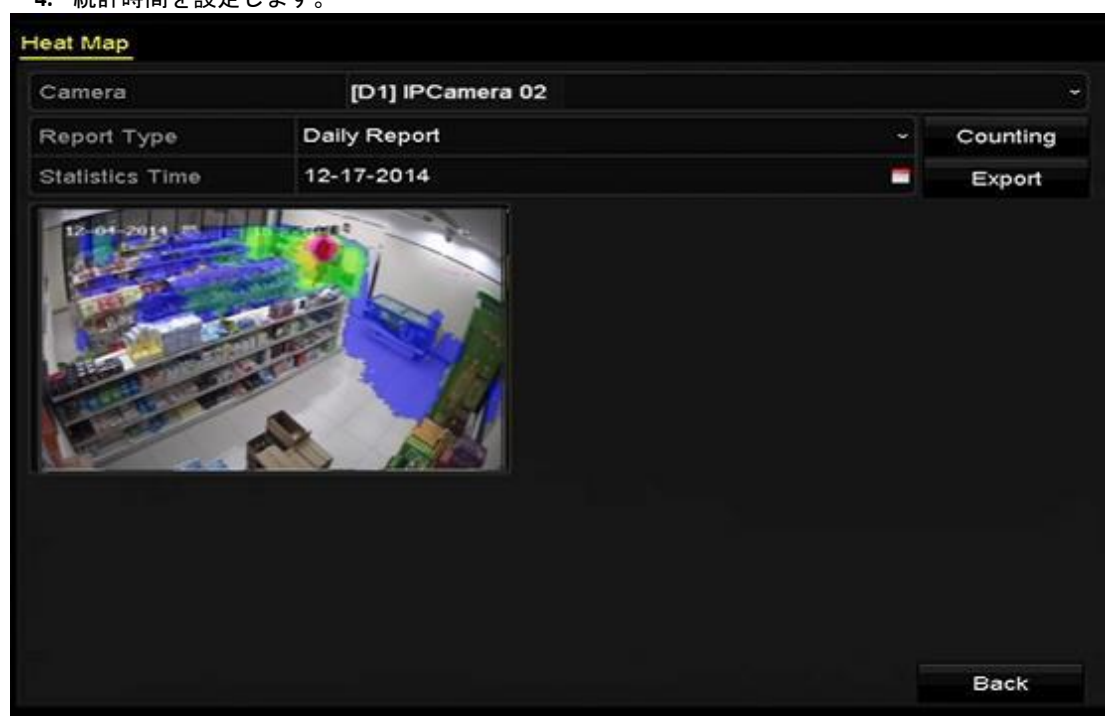 4. 統計時間を設定します。
Heat Map
Camera [D1] IPCamera 02
Report Type Daily Report Counting
Statistics Time 12-17-2014 Export
12-04-2014
Back